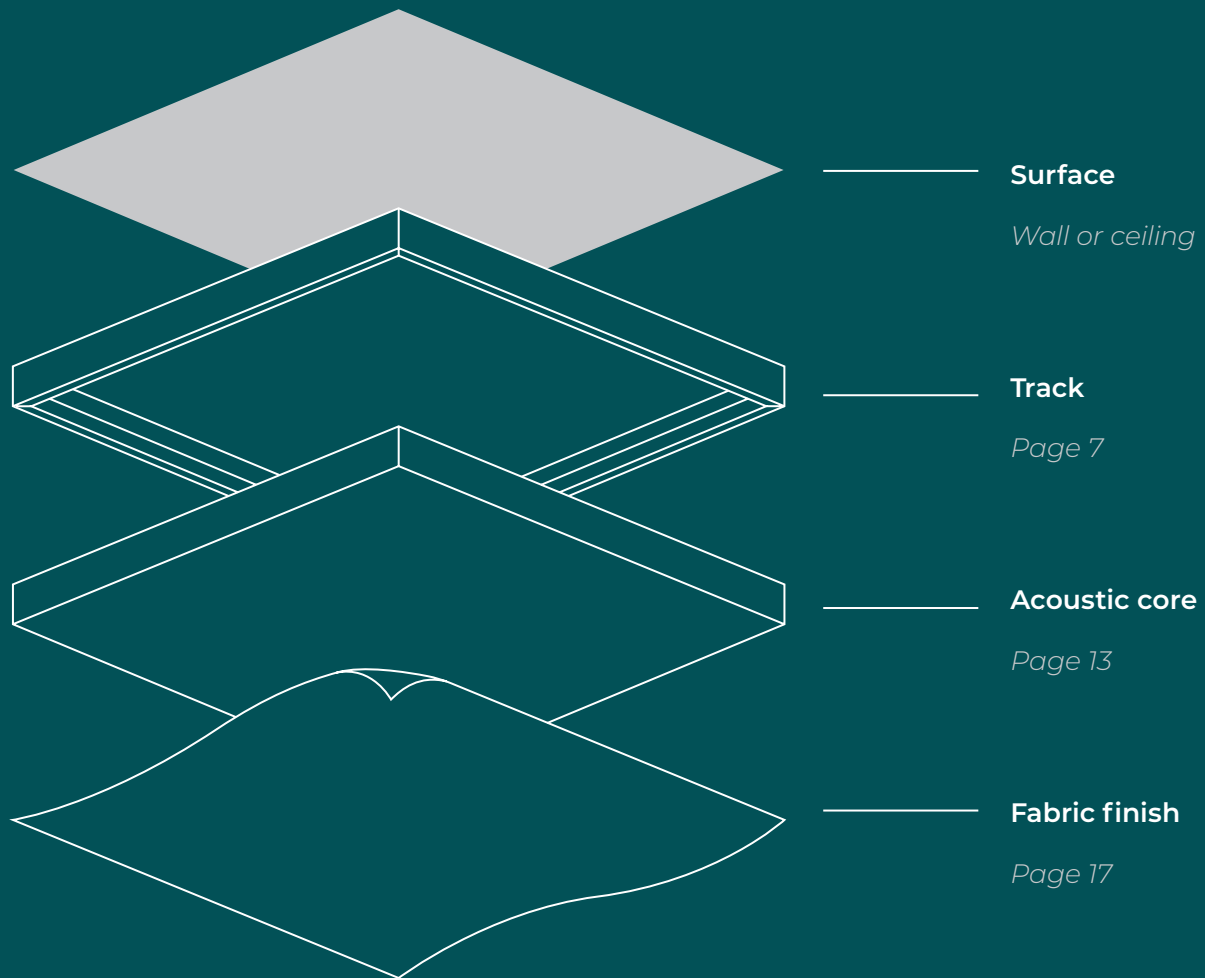 Surface
Wall or ceiling
Track
Page 7
Acoustic core
Page 13
Fabric finish
Page 17